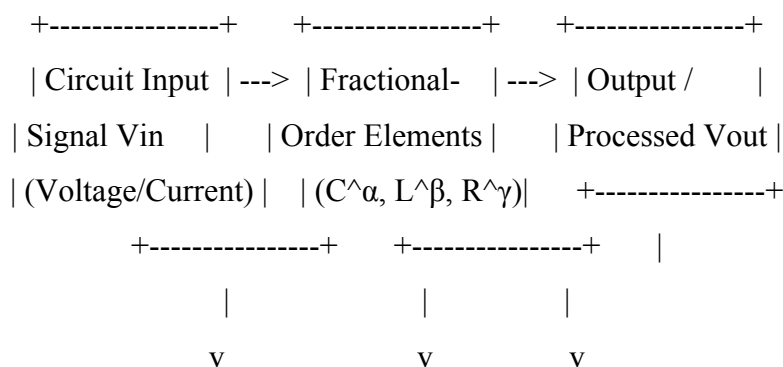 +----------------+ +---------------+ +----------------+
| Circuit Input | ---> | Fractional- | ---> | Output / |
| Signal Vin | | Order Elements | | Processed Vout |
| (Voltage/Current) | | (C^α, L^β, R^γ)| +----------------+
+----------------+ +----------------+ |
| | |
v v v